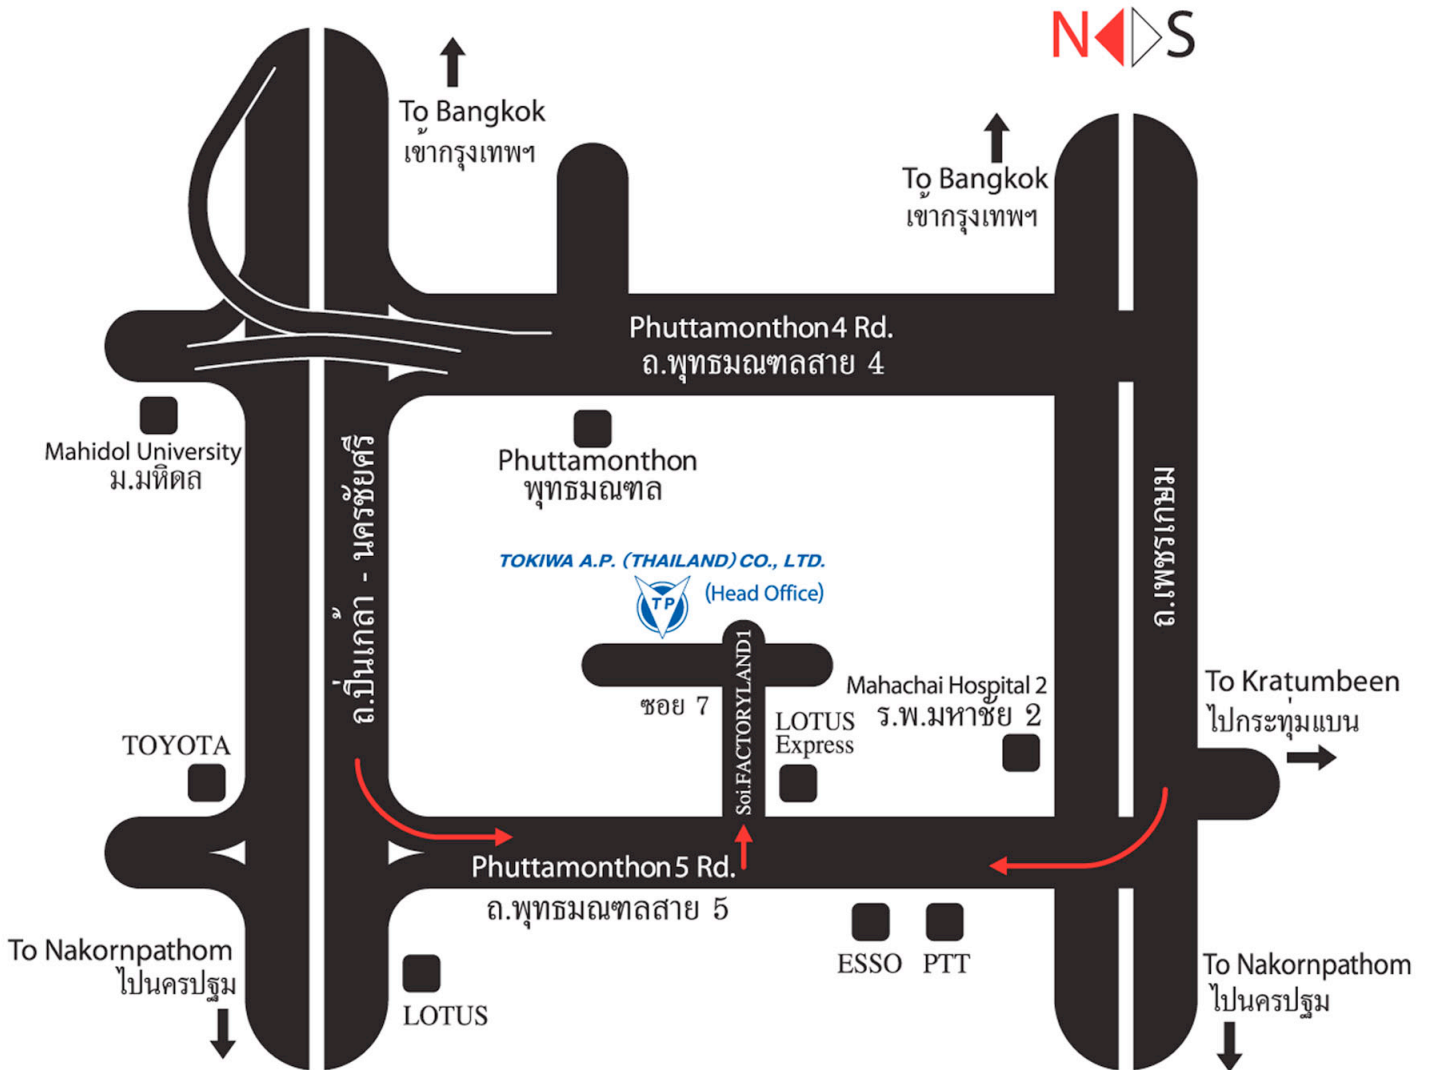 N S
To Bangkok
เข้ากรุงเทพฯ
To Bangkok
เข้ากรุงเทพฯ
Phuttamonthon 4 Rd.
ถ.พุทธมณฑลสาย 4
Mahidol University
ม.มหิดล
Phuttamonthon
พุทธมณฑล
ถ.ปิ่นเกล้า - นครชัยศรี
ถ.เพชรเกษม
TOKIWA A.P. (THAILAND) CO., LTD.
TP
(Head Office)
Soi.FACTORYLAND1
ซอย 7
LOTUS
Express
Mahachai Hospital 2
ร.พ.มหาชัย 2
To Kratumbeen
ไปกระทุ่มแบน
TOYOTA
Phuttamonthon 5 Rd.
ถ.พุทธมณฑลสาย 5
To Nakornpathom
ไปนครปฐม
LOTUS
ESSO
PTT
To Nakornpathom
ไปนครปฐม